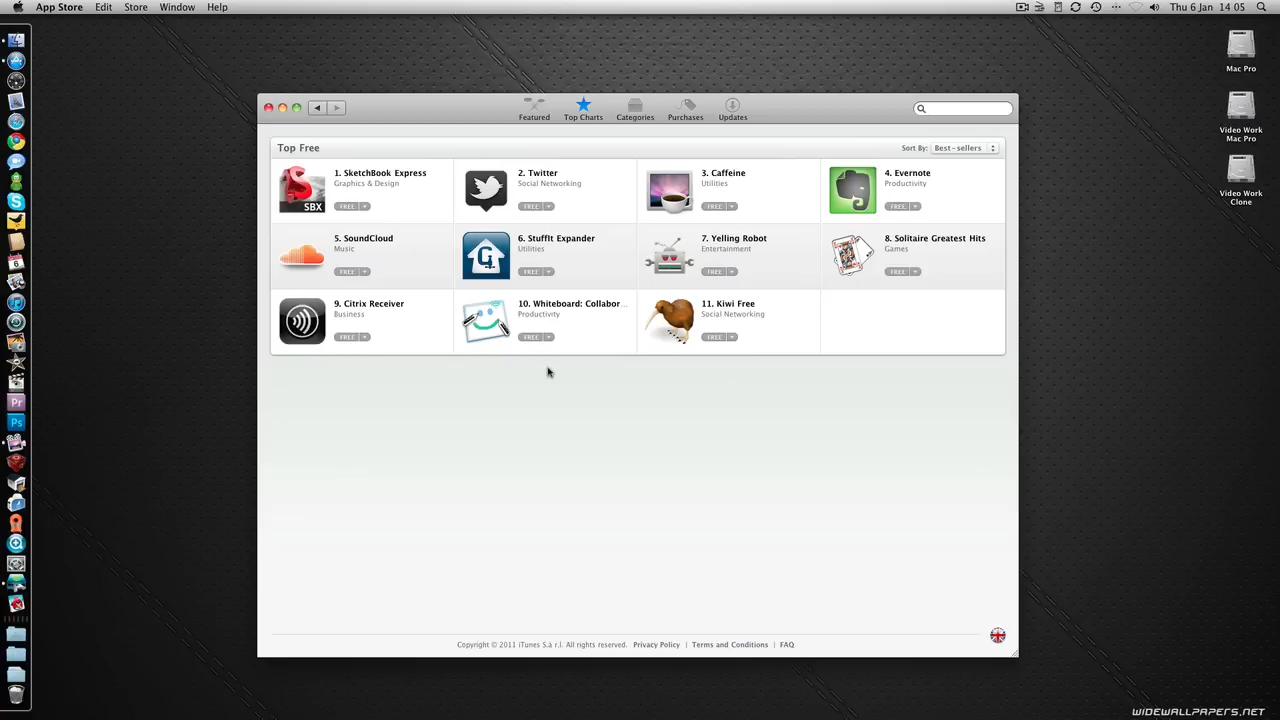 App Store Edit Store Window Help
Thu 6 Jan 14 05
Mac Pro
Video Work
Mac Pro
Video Work
Clone
Featured Top Charts Categories Purchases Updates
Top Free
Sort By: Best-sellers
1. SketchBook Express
Graphics & Design
FREE
SBX
2. Twitter
Social Networking
FREE
3. Caffeine
Utilities
FREE
4. Evernote
Productivity
FREE
5. SoundCloud
Music
FREE
6. StuffIt Expander
Utilities
FREE
7. Yelling Robot
Entertainment
FREE
8. Solitaire Greatest Hits
Games
FREE
9. Citrix Receiver
Business
FREE
10. Whiteboard: Collabor...
Productivity
FREE
11. Kiwi Free
Social Networking
FREE
6
Pr
Ps
Copyright © 2011 iTunes S.à r.l. All rights reserved. Privacy Policy | Terms and Conditions | FAQ
WIDEWALLPAPERS.NET